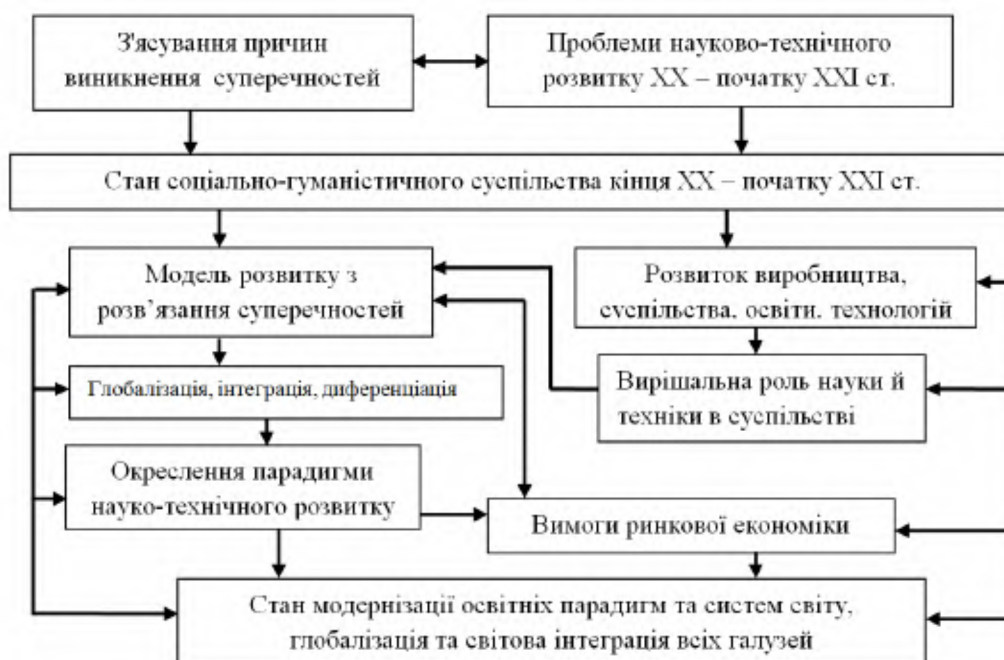 З'ясування причин
виникнення суперечностей
Проблеми науково-технічного
розвитку XX – початку XXI ст.
Стан соціально-гуманістичного суспільства кінця XX – початку XXI ст.
Модель розвитку з
розв’язання суперечностей
Розвиток виробництва,
суспільства, освіти, технологій
Глобалізація, інтеграція, диференціація
Вирішальна роль науки й
техніки в суспільстві
Окреслення парадигми
науко-технічного розвитку
Вимоги ринкової економіки
Стан модернізації освітніх парадигм та систем світу,
глобалізація та світова інтеграція всіх галузей